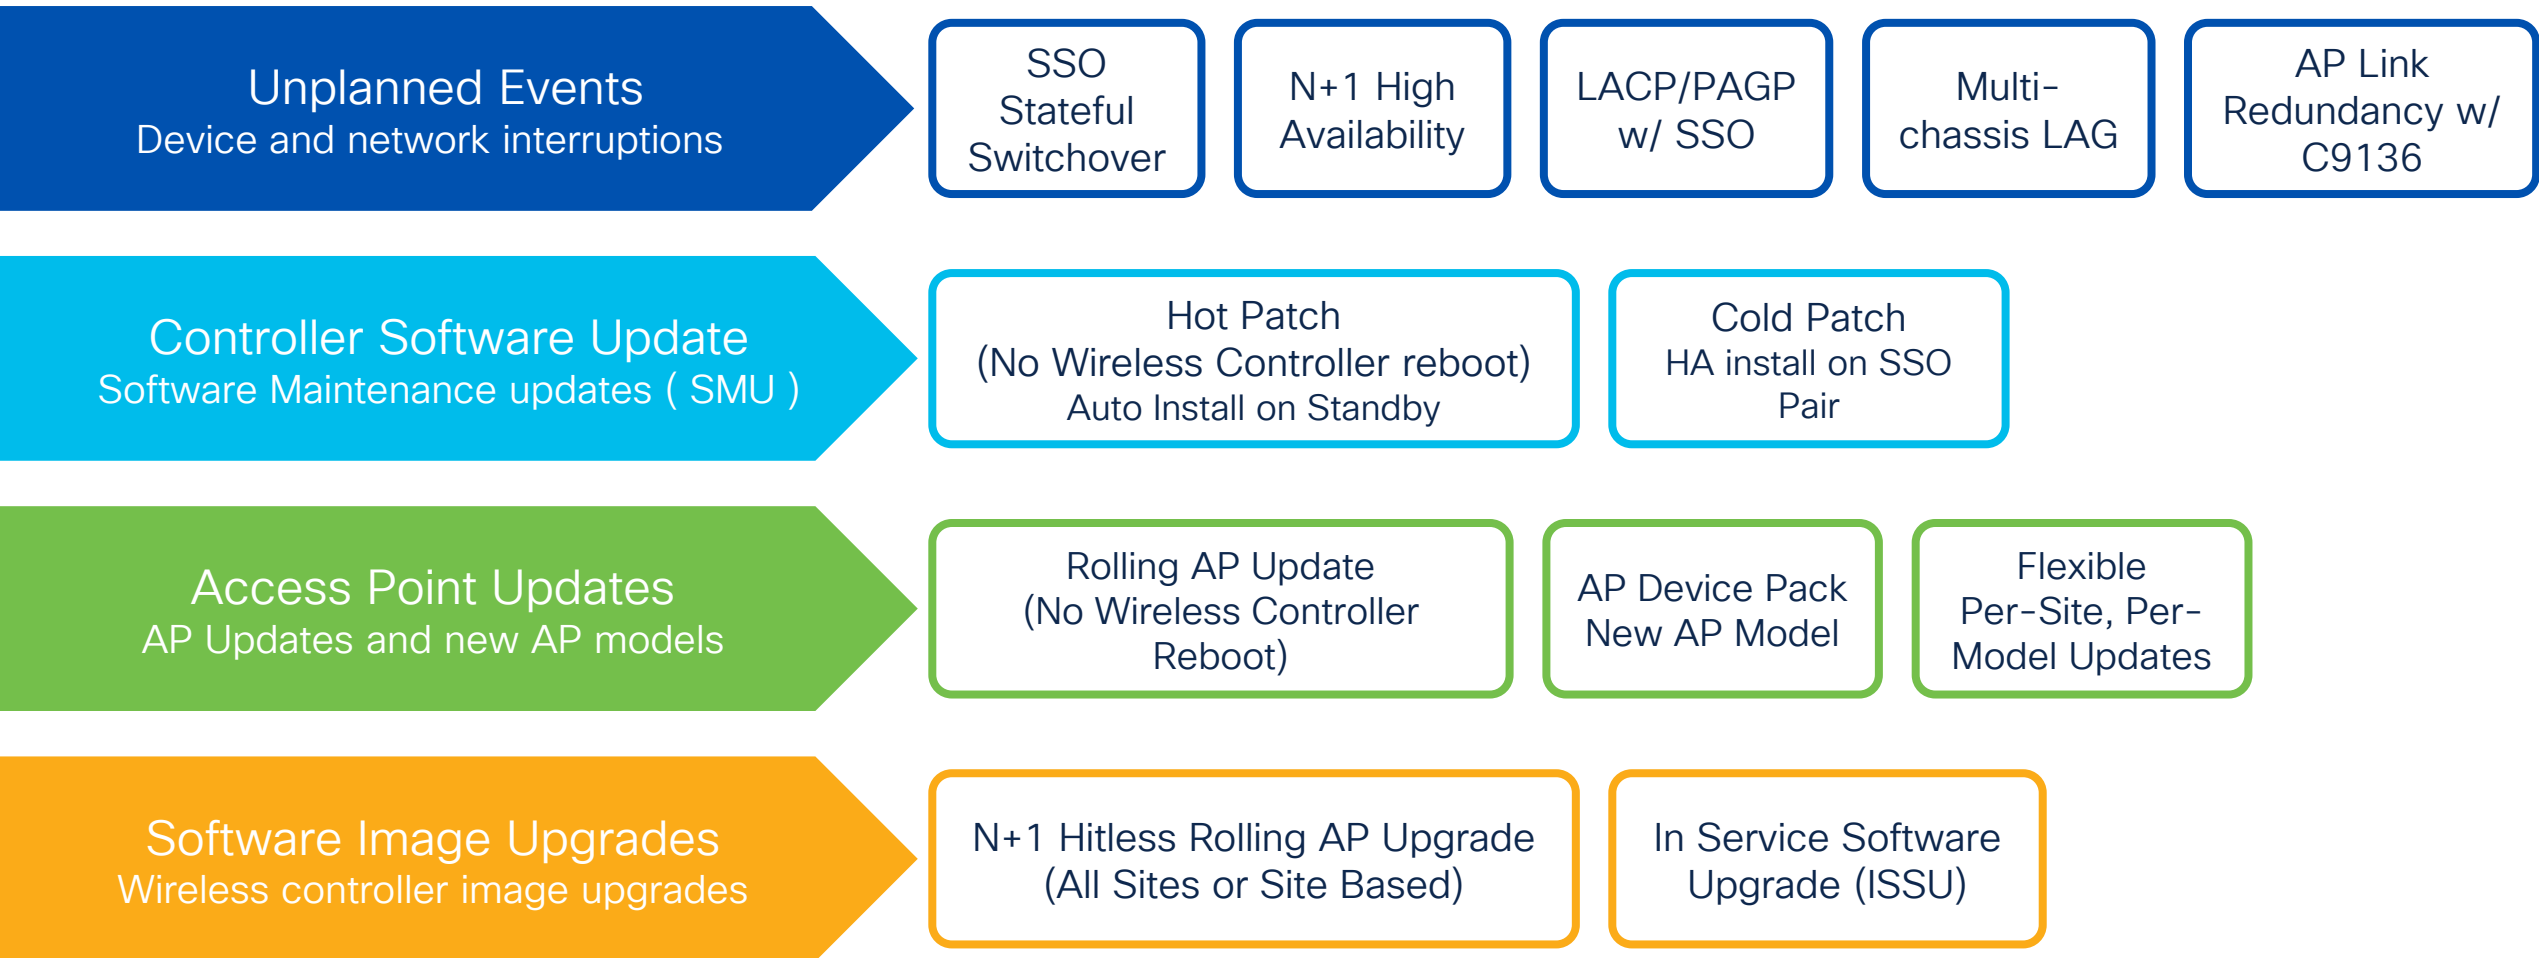 Unplanned Events
Device and network interruptions
SSO
Stateful
Switchover
N+1 High
Availability
LACP/PAGP
w/ SSO
Multi-
chassis LAG
AP Link
Redundancy w/
C9136
Controller Software Update
Software Maintenance updates ( SMU )
Hot Patch
(No Wireless Controller reboot)
Auto Install on Standby
Cold Patch
HA install on SSO
Pair
Access Point Updates
AP Updates and new AP models
Rolling AP Update
(No Wireless Controller
Reboot)
AP Device Pack
New AP Model
Flexible
Per-Site, Per-
Model Updates
Software Image Upgrades
Wireless controller image upgrades
N+1 Hitless Rolling AP Upgrade
(All Sites or Site Based)
In Service Software
Upgrade (ISSU)